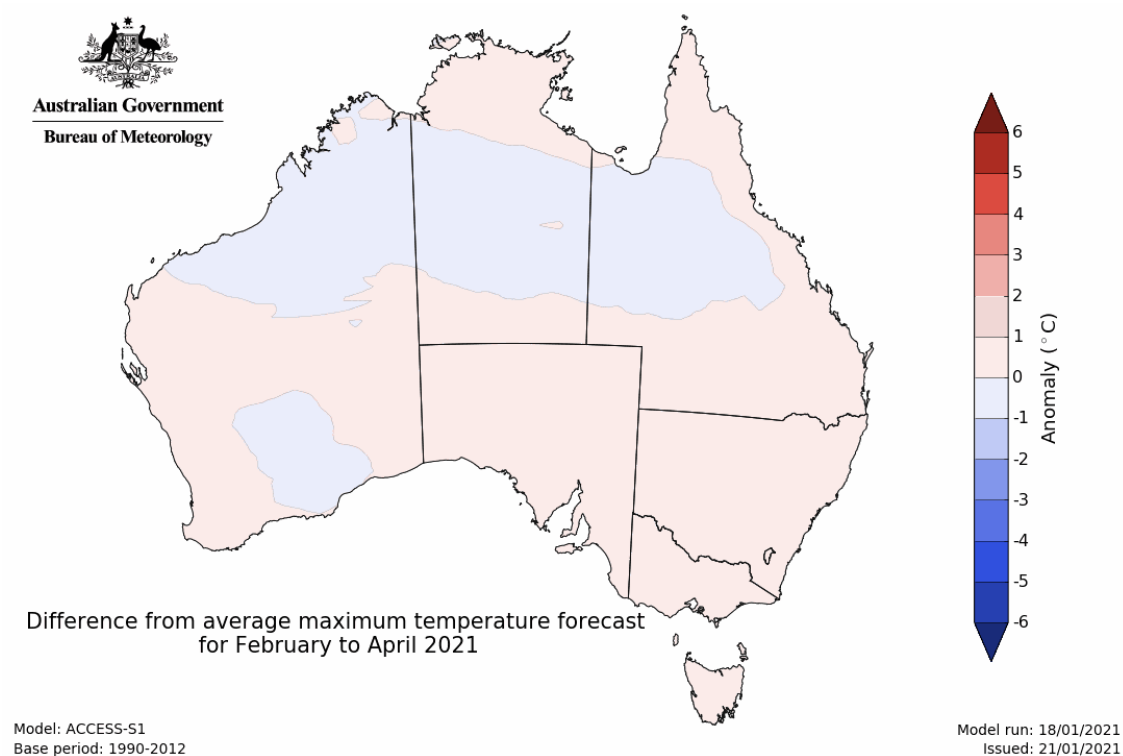 Australian Government
Bureau of Meteorology
6
5
4
3
2
1
0
-1
-2
-3
-4
-5
-6
Anomaly (°C)
Difference from average maximum temperature forecast
for February to April 2021
Model: ACCESS-S1
Base period: 1990-2012
Model run: 18/01/2021
Issued: 21/01/2021